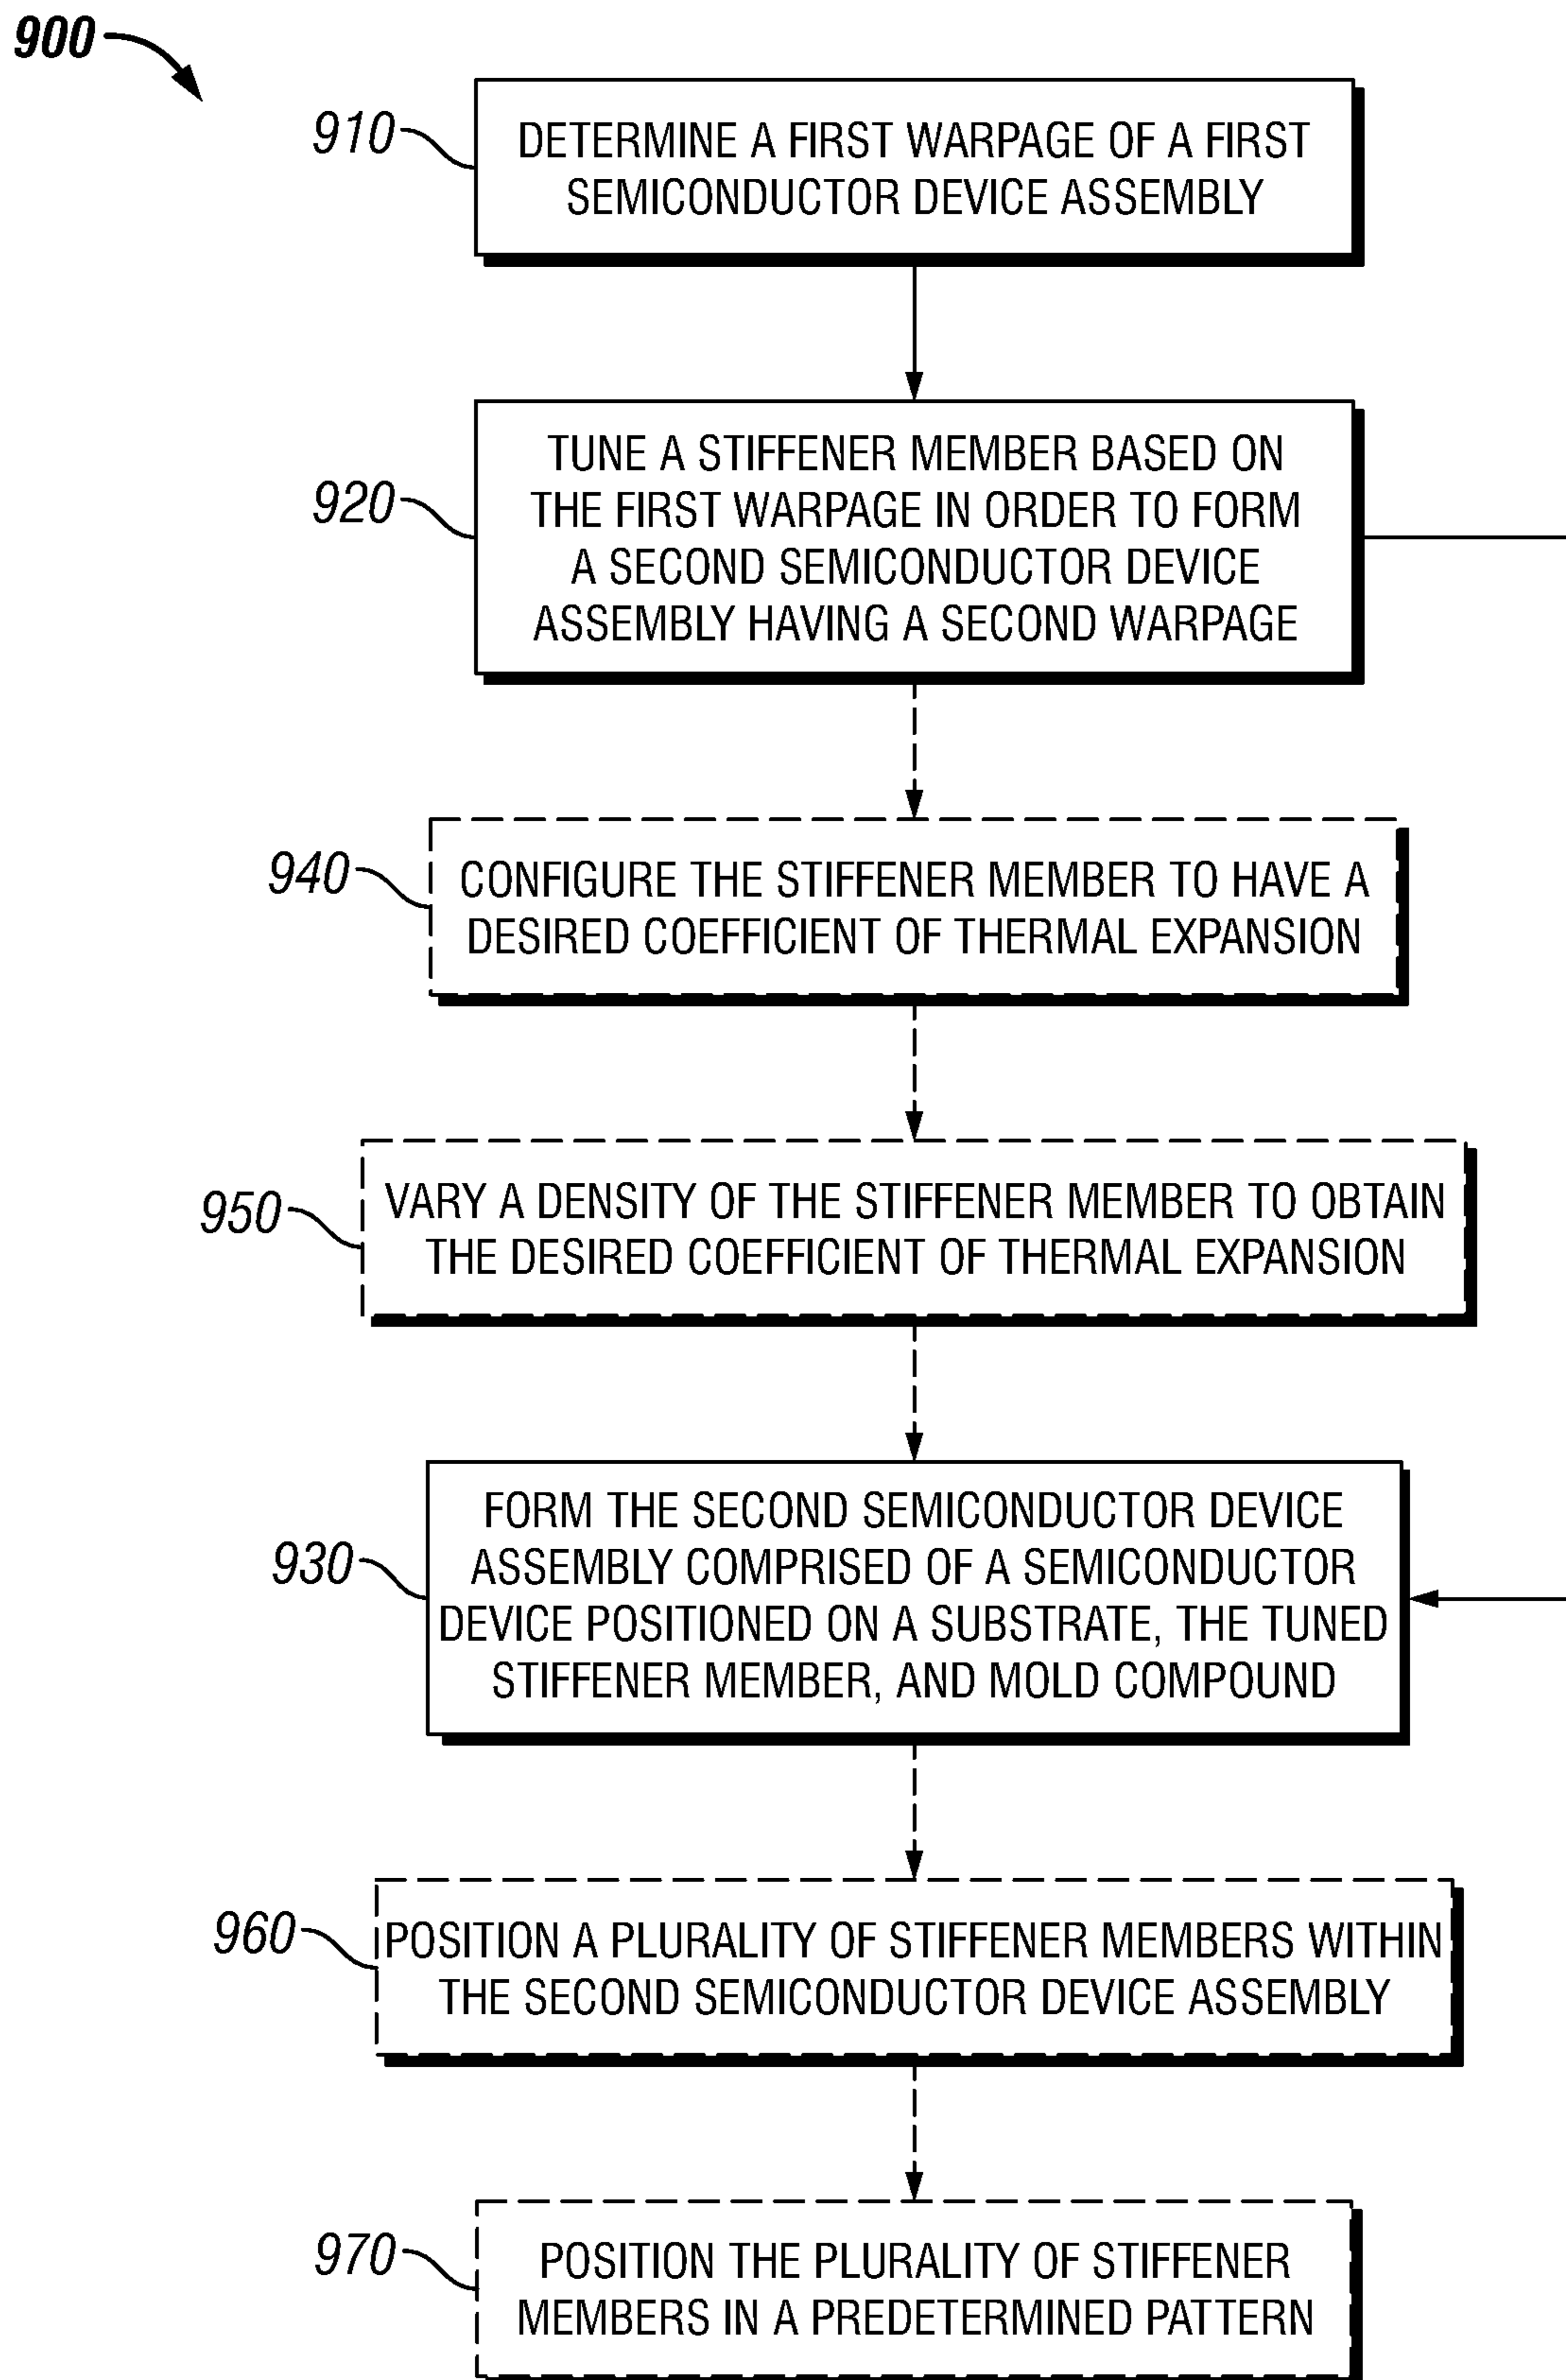 900
910
DETERMINE A FIRST WARPAGE OF A FIRST
SEMICONDUCTOR DEVICE ASSEMBLY
920
TUNE A STIFFENER MEMBER BASED ON
THE FIRST WARPAGE IN ORDER TO FORM
A SECOND SEMICONDUCTOR DEVICE
ASSEMBLY HAVING A SECOND WARPAGE
940
CONFIGURE THE STIFFENER MEMBER TO HAVE A
DESIRED COEFFICIENT OF THERMAL EXPANSION
950
VARY A DENSITY OF THE STIFFENER MEMBER TO OBTAIN
THE DESIRED COEFFICIENT OF THERMAL EXPANSION
930
FORM THE SECOND SEMICONDUCTOR DEVICE
ASSEMBLY COMPRISED OF A SEMICONDUCTOR
DEVICE POSITIONED ON A SUBSTRATE, THE TUNED
STIFFENER MEMBER, AND MOLD COMPOUND
960
POSITION A PLURALITY OF STIFFENER MEMBERS WITHIN
THE SECOND SEMICONDUCTOR DEVICE ASSEMBLY
970
POSITION THE PLURALITY OF STIFFENER
MEMBERS IN A PREDETERMINED PATTERN